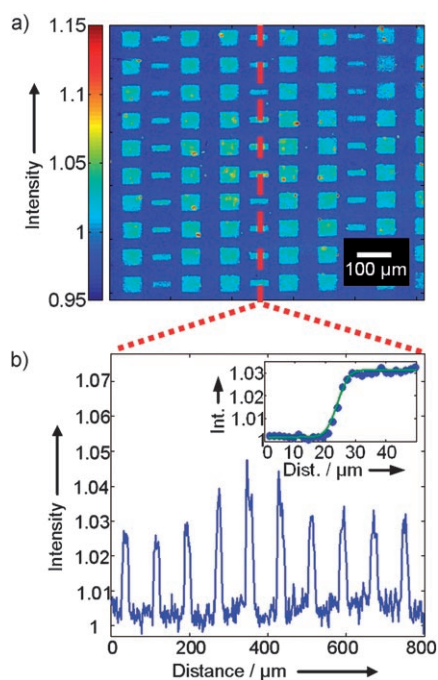 a)
1.15
1.1
1.05
1
0.95
Intensity
100 µm
b)
1.07
1.06
1.05
1.04
1.03
1.02
1.01
1
Intensity
1.03
1.02
1.01
1
Int.
0 10 20 30 40
Dist. / µm
0 200 400 600 800
Distance / µm